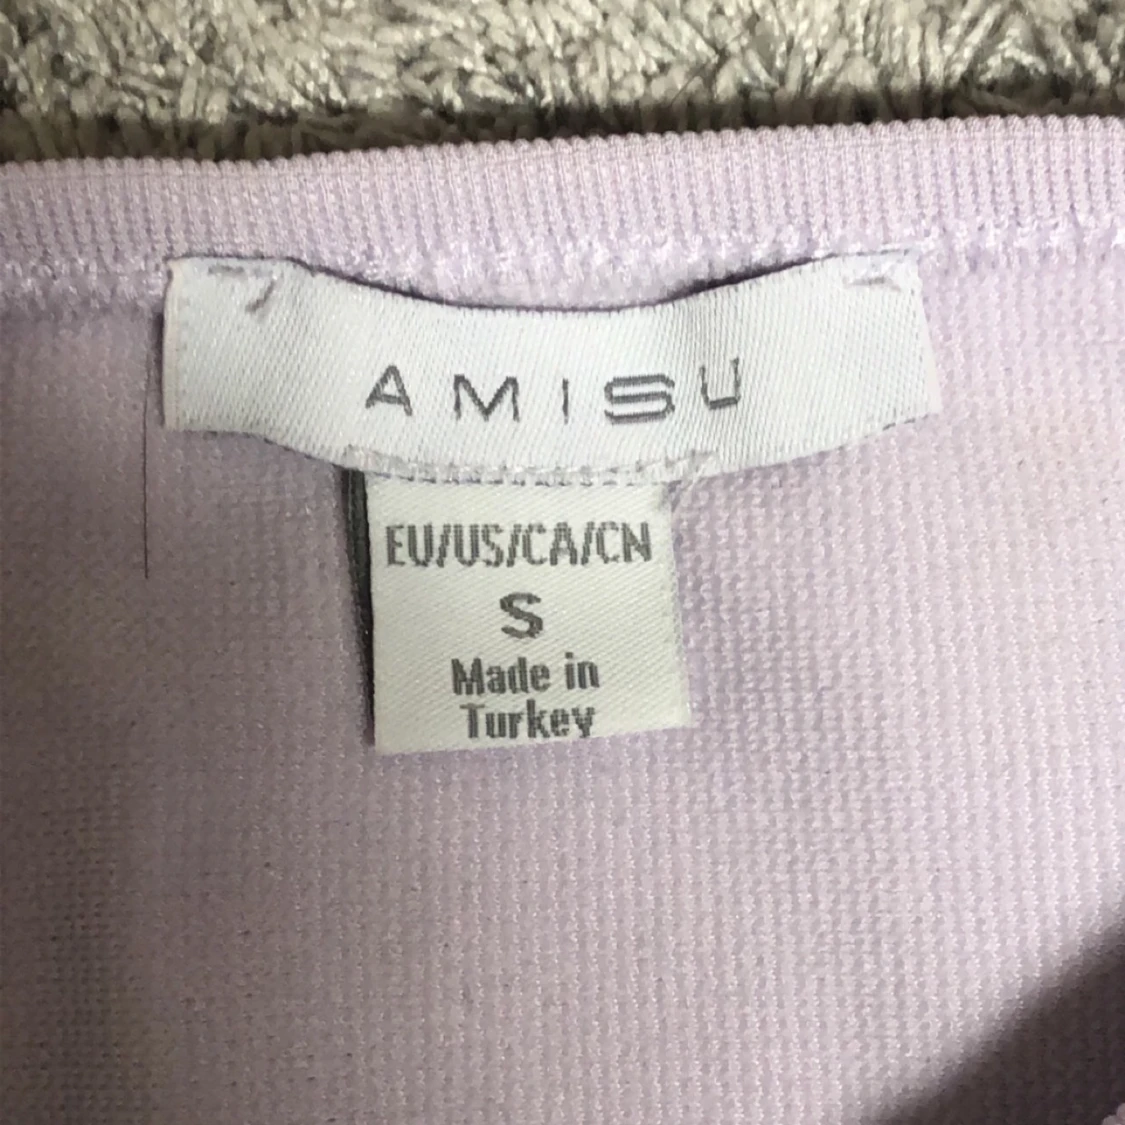 AMISU
EU/US/CA/CN
S
Made in
Turkey